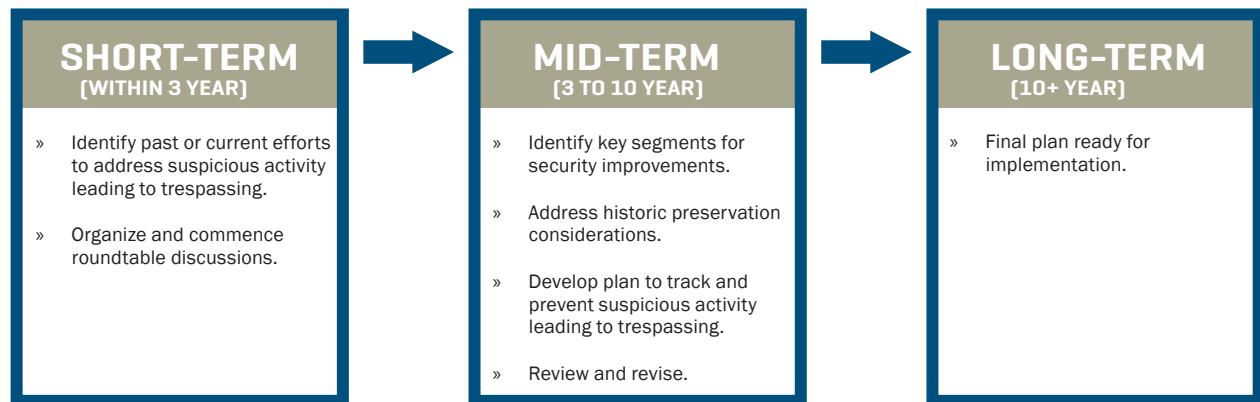 SHORT-TERM
(WITHIN 3 YEAR)
» Identify past or current efforts
to address suspicious activity
leading to trespassing.
» Organize and commence
roundtable discussions.
MID-TERM
(3 TO 10 YEAR)
» Identify key segments for
security improvements.
» Address historic preservation
considerations.
» Develop plan to track and
prevent suspicious activity
leading to trespassing.
» Review and revise.
LONG-TERM
(10+ YEAR)
» Final plan ready for
implementation.